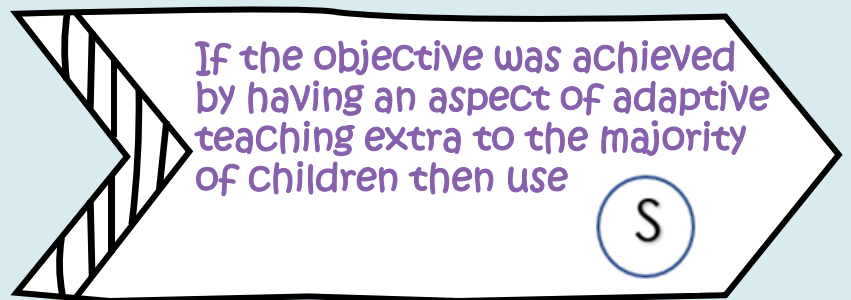 If the objective was achieved
by having an aspect of adaptive
teaching extra to the majority
of children then use
S